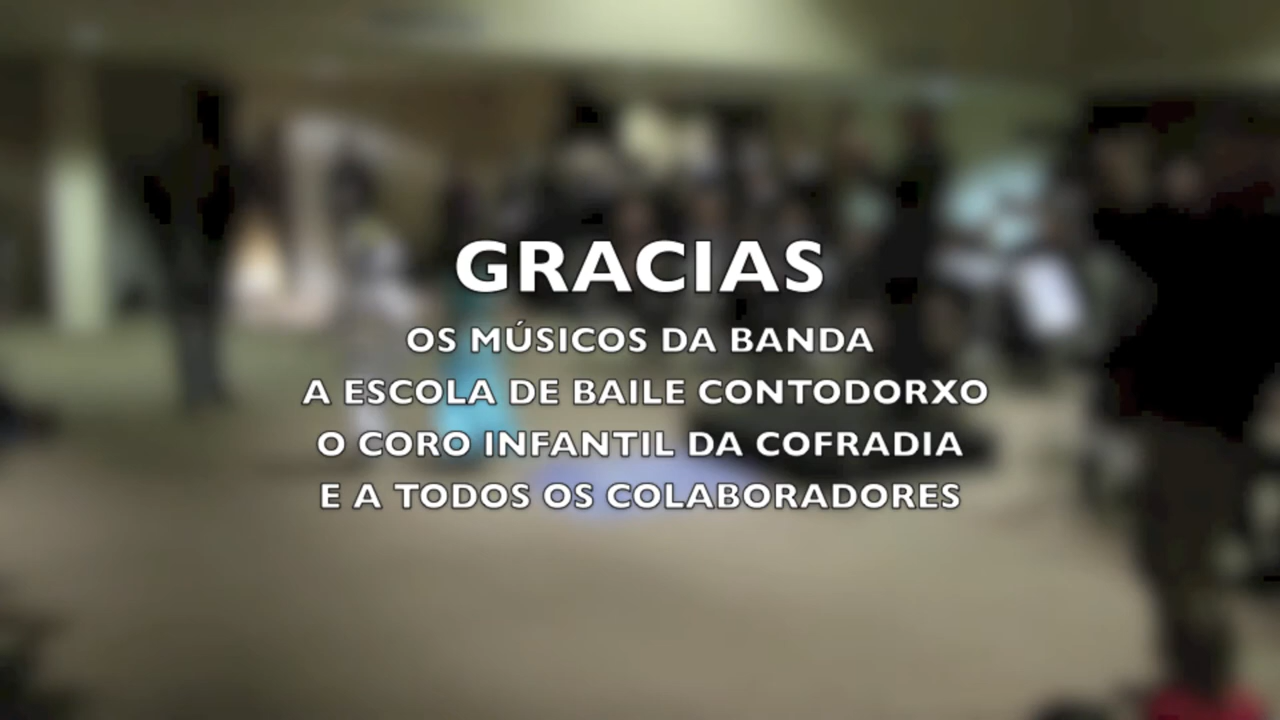 GRACIAS
OS MÚSICOS DA BANDA
A ESCOLA DE BAILE CONTODORXO
O CORO INFANTIL DA COFRADIA
E A TODOS OS COLABORADORES